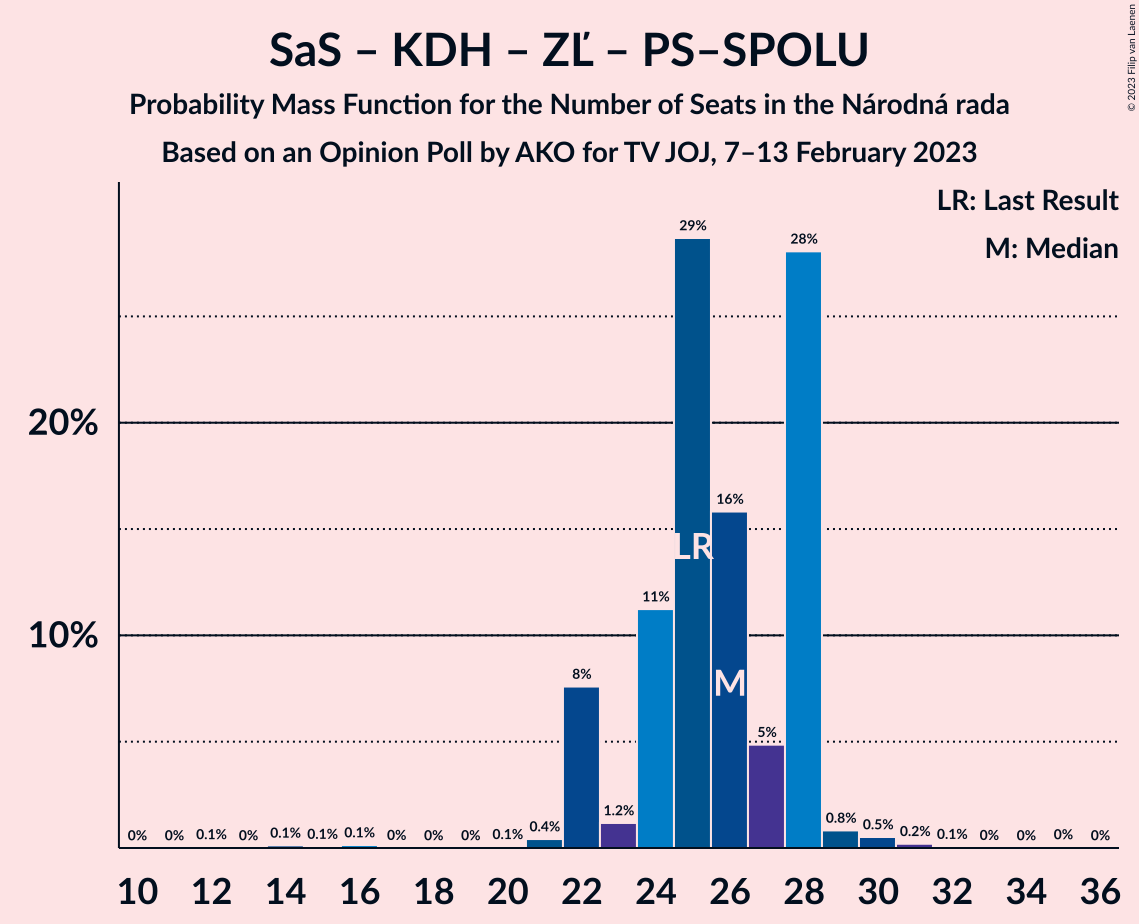 SaS – KDH – ZĽ – PS–SPOLU
Probability Mass Function for the Number of Seats in the Národná rada
Based on an Opinion Poll by AKO for TV JOJ, 7–13 February 2023
© 2023 Filip van Laenen
LR: Last Result
M: Median
29%
28%
20%
16%
LR
11%
10%
M
8%
5%
0% 0% 0.1% 0% 0.1% 0.1% 0.1% 0% 0% 0% 0.1% 0.4% 1.2% 0.8% 0.5% 0.2% 0.1% 0% 0% 0% 0%
10 12 14 16 18 20 22 24 26 28 30 32 34 36